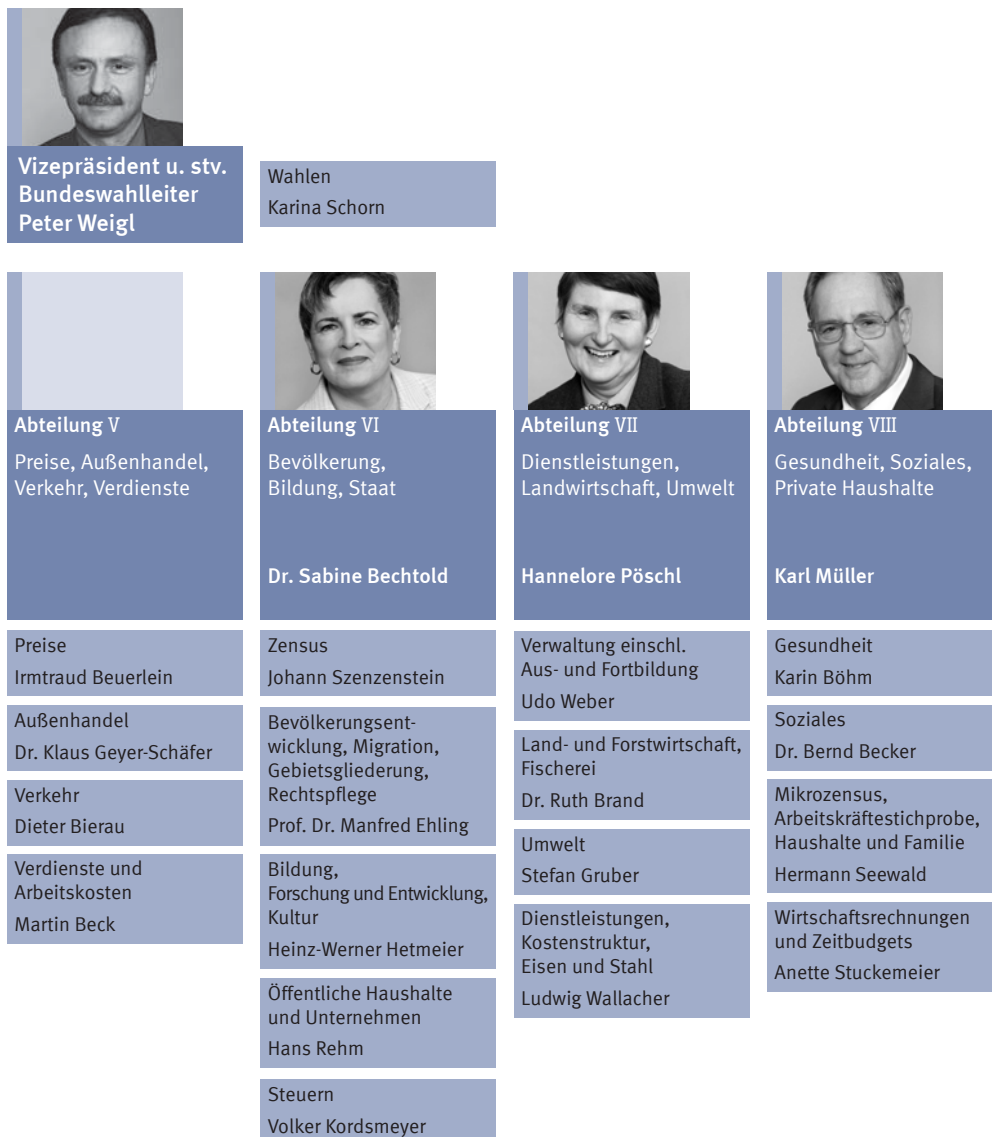 Vizepräsident u. stv.
Bundeswahlleiter
Peter Weigl
Wahlen
Karina Schorn
Abteilung V
Preise, Außenhandel,
Verkehr, Verdienste
Preise
Irmtraud Beuerlein
Außenhandel
Dr. Klaus Geyer-Schäfer
Verkehr
Dieter Bierau
Verdienste und
Arbeitskosten
Martin Beck
Abteilung VI
Bevölkerung,
Bildung, Staat
Dr. Sabine Bechtold
Zensus
Johann Szenzenstein
Bevölkerungsent-
wicklung, Migration,
Gebietsgliederung,
Rechtspflege
Prof. Dr. Manfred Ehling
Bildung,
Forschung und Entwicklung,
Kultur
Heinz-Werner Hetmeier
Öffentliche Haushalte
und Unternehmen
Hans Rehm
Steuern
Volker Kordsmeyer
Abteilung VII
Dienstleistungen,
Landwirtschaft, Umwelt
Hannelore Pöschl
Verwaltung einschl.
Aus- und Fortbildung
Udo Weber
Land- und Forstwirtschaft,
Fischerei
Dr. Ruth Brand
Umwelt
Stefan Gruber
Dienstleistungen,
Kostenstruktur,
Eisen und Stahl
Ludwig Wallacher
Abteilung VIII
Gesundheit, Soziales,
Private Haushalte
Karl Müller
Gesundheit
Karin Böhm
Soziales
Dr. Bernd Becker
Mikrozensus,
Arbeitskräftestichprobe,
Haushalte und Familie
Hermann Seewald
Wirtschaftsrechnungen
und Zeitbudgets
Anette Stuckemeier